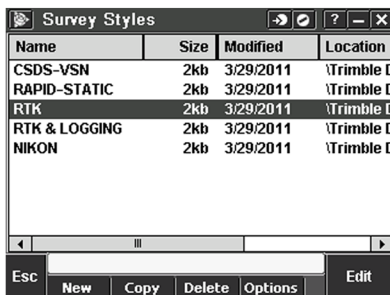 Survey Styles
Name Size Modified Location
CSDS-VSN 2kb 3/29/2011 \Trimble D
RAPID-STATIC 2kb 3/29/2011 \Trimble D
RTK 2kb 3/29/2011 \Trimble D
RTK & LOGGING 2kb 3/29/2011 \Trimble D
NIKON 2kb 3/29/2011 \Trimble D
Esc New Copy Delete Options Edit